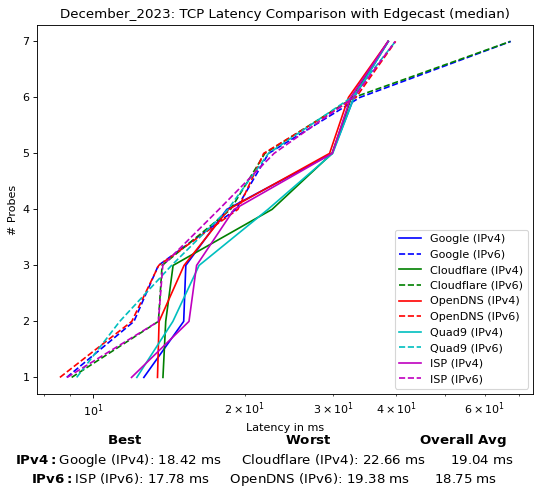 December_2023: TCP Latency Comparison with Edgecast (median)
7
6
5
4
3
2
1
# Probes
Google (IPv4)
Google (IPv6)
Cloudflare (IPv4)
Cloudflare (IPv6)
OpenDNS (IPv4)
OpenDNS (IPv6)
Quad9 (IPv4)
Quad9 (IPv6)
ISP (IPv4)
ISP (IPv6)
10¹ 2 × 10¹ 3 × 10¹ 4 × 10¹ 6 × 10¹
Latency in ms
Best Worst Overall Avg
IPv4: Google (IPv4): 18.42 ms Cloudflare (IPv4): 22.66 ms 19.04 ms
IPv6: ISP (IPv6): 17.78 ms OpenDNS (IPv6): 19.38 ms 18.75 ms